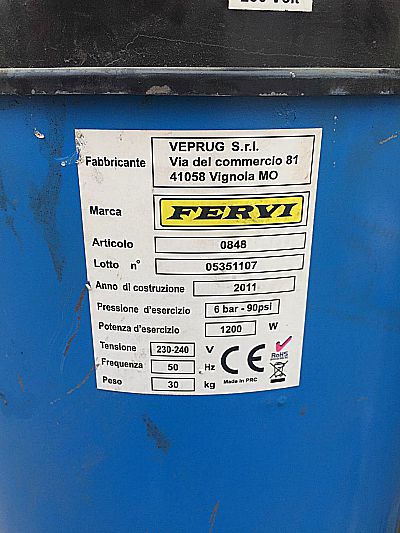 Fabbricante VEPRUG S.r.l.
Via del commercio 81
41058 Vignola MO
Marca FERVI
Articolo 0848
Lotto n° 05351107
Anno di costruzione 2011
Pressione d'esercizio 6 bar - 90psi
Potenza d'esercizio 1200 W
Tensione 230-240 V
Frequenza 50 Hz
Peso 30 kg
CE
RoHS
Made in PRC